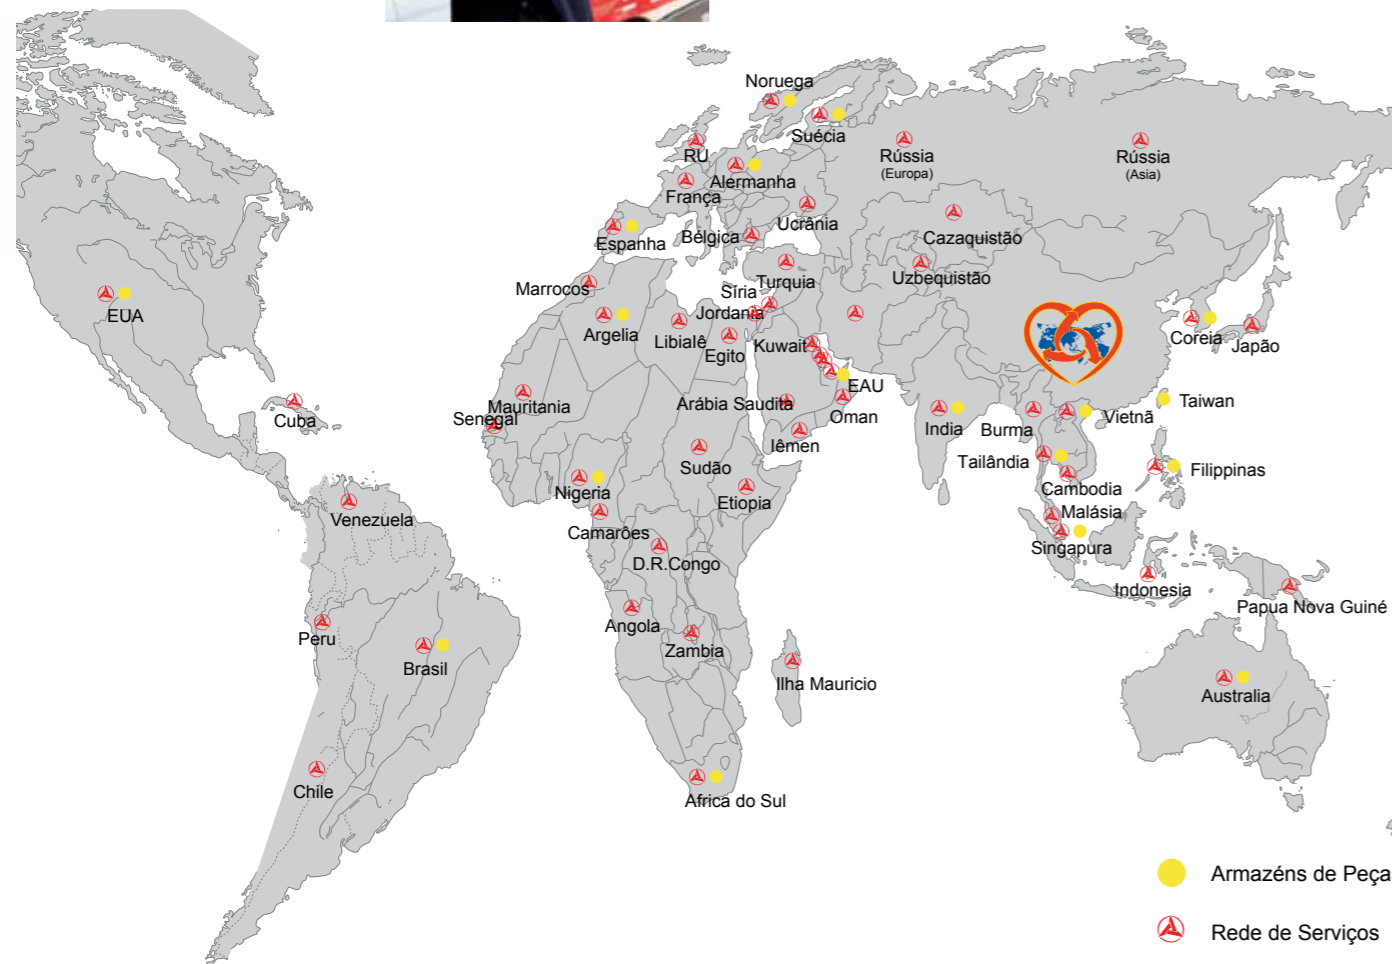 Noruega
Suécia
RU
Rússia
(Europa)
Rússia
(Asia)
Alermanha
França
Ucrânia
Cazaquistão
Espanha
Bélgica
Uzbequistão
Turquia
Síria
Marrocos
Jordania
EUA
Argelia
Libialê
Egito
Kuwait
Coreia
Japão
EAU
Mauritania
Arábia Saudita
Oman
Taiwan
Cuba
Senegal
India
Burma
Vietnã
Iêmen
Sudão
Tailândia
Filippinas
Nigeria
Etiopia
Cambodia
Venezuela
Camarôes
Malásia
Singapura
D.R.Congo
Indonesia
Papua Nova Guiné
Peru
Angola
Zambia
Brasil
Ilha Mauricio
Australia
Chile
Africa do Sul
Armazéns de Peça
Rede de Serviços